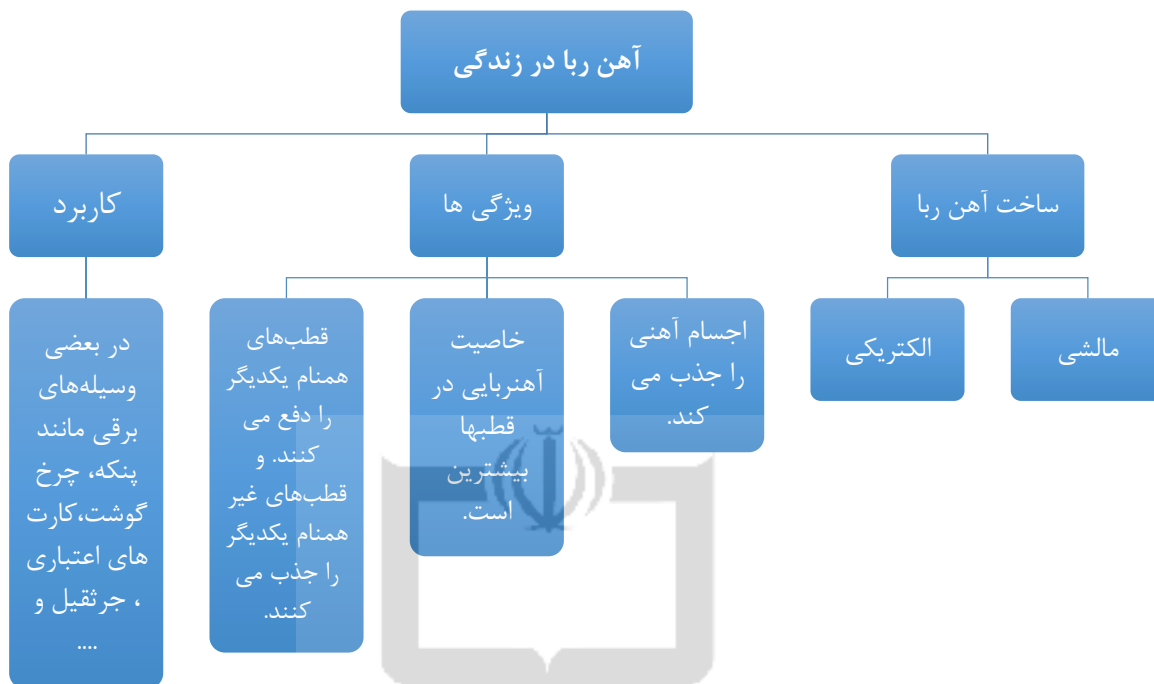 آهن ربا در زندگی
ساخت آهن ربا
ویژگی ها
کاربرد
مالشی
الکتریکی
اجسام آهنی
را جذب می
کند.
خاصیت
آهنربایی در
قطبها
بیشترین
است.
قطب‌های
همنام یکدیگر
را دفع می
کنند. و
قطب‌های غیر
همنام یکدیگر
را جذب می
کنند.
در بعضی
وسیله‌های
برقی مانند
پنکه، چرخ
گوشت،کارت
های اعتباری
، جرثقیل و
....